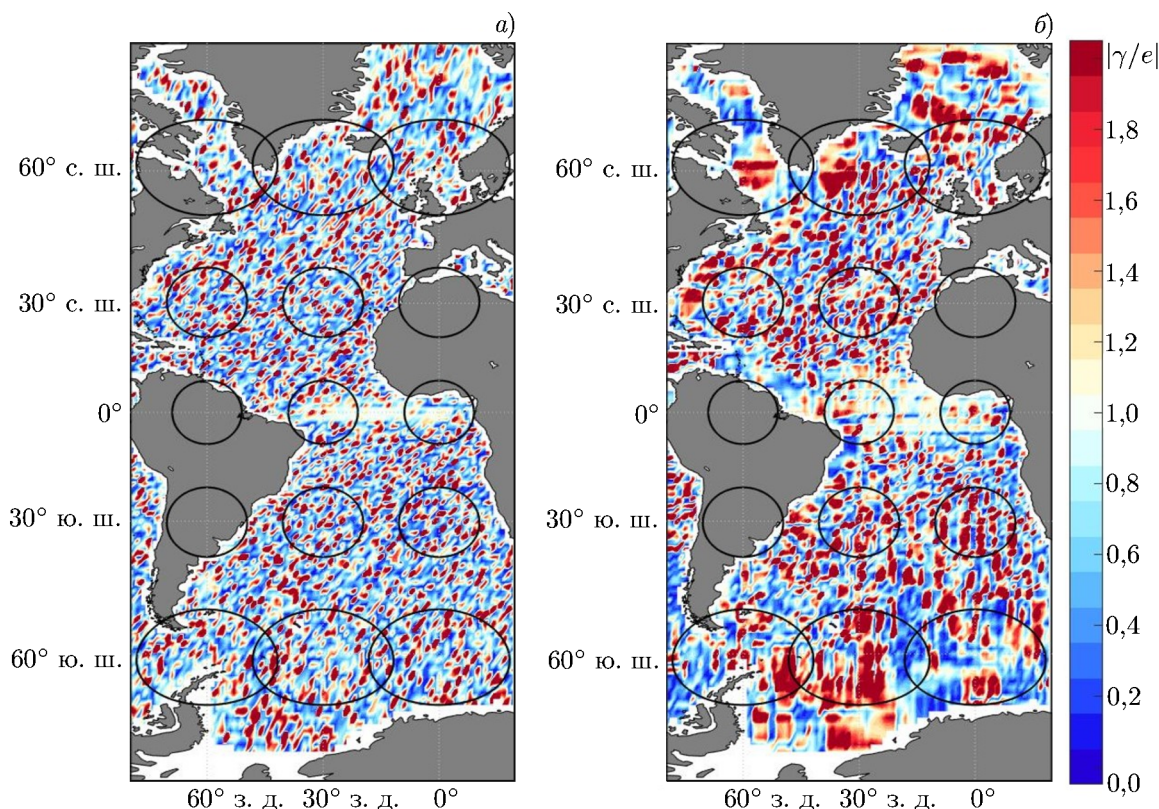 а)
б)
|γ/e|
60° с. ш.
30° с. ш.
0°
30° ю. ш.
60° ю. ш.
60° з. д. 30° з. д. 0°
60° с. ш.
30° с. ш.
0°
30° ю. ш.
60° ю. ш.
60° з. д. 30° з. д. 0°
1,8
1,6
1,4
1,2
1,0
0,8
0,6
0,4
0,2
0,0